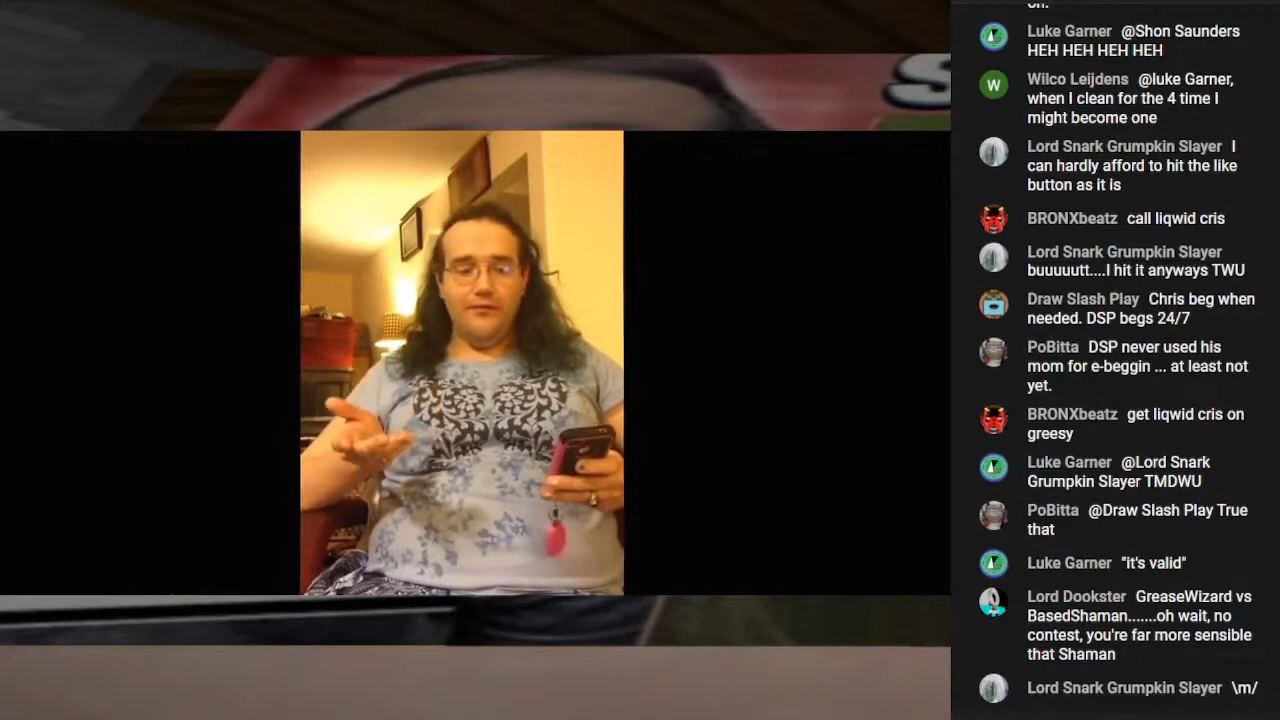 on.
Luke Garner @Shon Saunders
HEH HEH HEH HEH
Wilco Leijdens @luke Garner,
when I clean for the 4 time I
might become one
Lord Snark Grumpkin Slayer I
can hardly afford to hit the like
button as it is
BRONXbeatz call liqwid cris
Lord Snark Grumpkin Slayer
buuuuutt....I hit it anyways TWU
Draw Slash Play Chris beg when
needed. DSP begs 24/7
PoBitta DSP never used his
mom for e-beggin ... at least not
yet.
BRONXbeatz get liqwid cris on
greesy
Luke Garner @Lord Snark
Grumpkin Slayer TMDWU
PoBitta @Draw Slash Play True
that
Luke Garner "it's valid"
Lord Dookster GreaseWizard vs
BasedShaman.......oh wait, no
contest, you're far more sensible
that Shaman
Lord Snark Grumpkin Slayer \m/
W
S